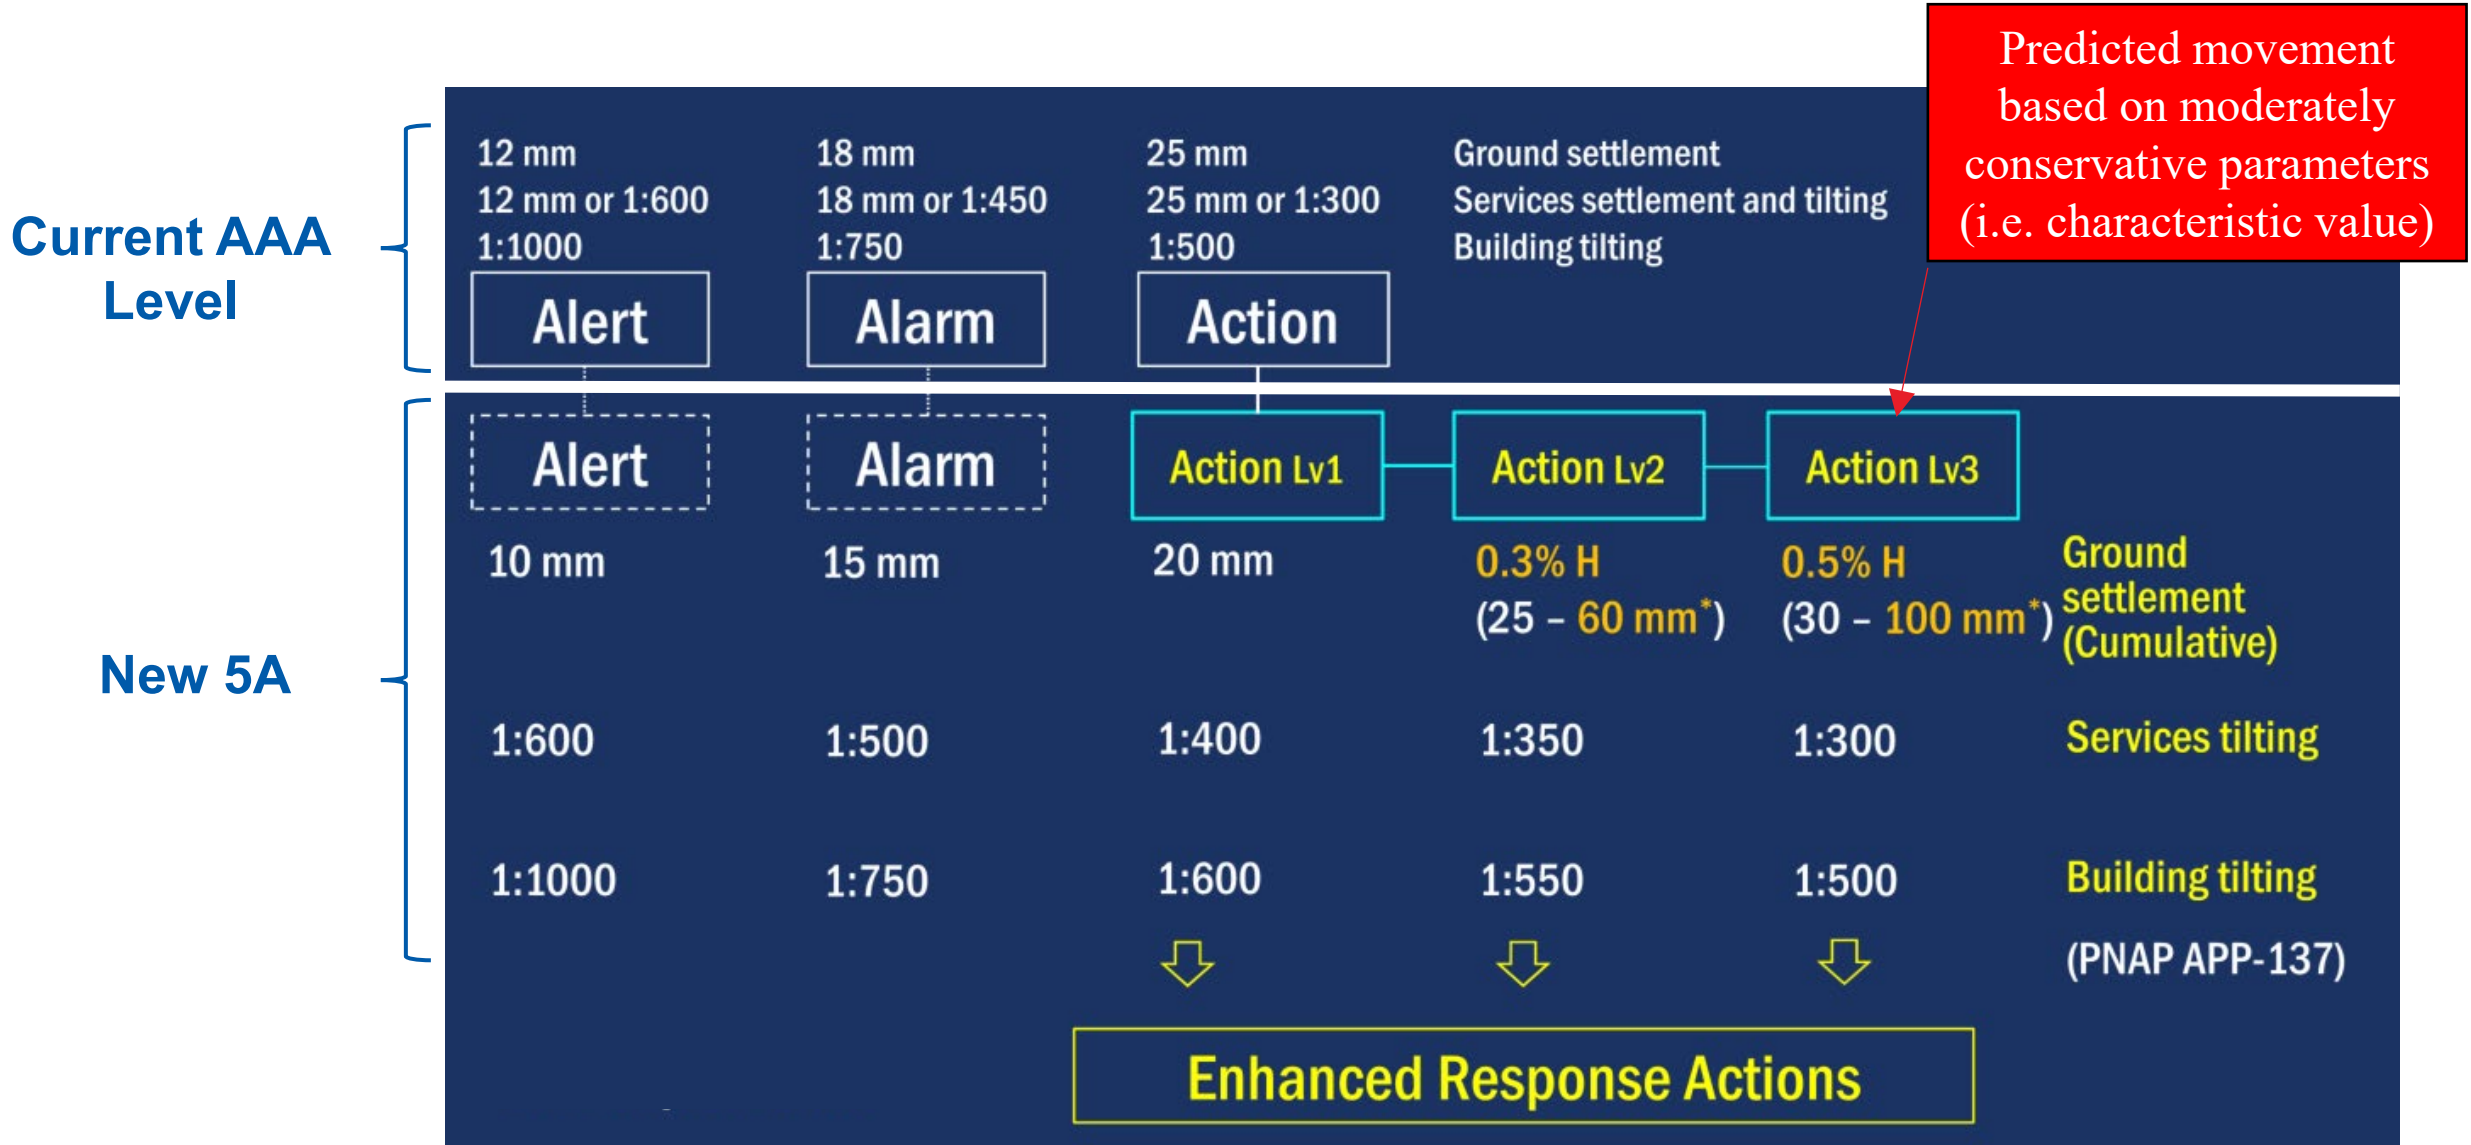 Predicted movement
based on moderately
conservative parameters
(i.e. characteristic value)
Current AAA
Level
12 mm 18 mm 25 mm Ground settlement
12 mm or 1:600 18 mm or 1:450 25 mm or 1:300 Services settlement and tilting
1:1000 1:750 1:500 Building tilting
Alert Alarm Action
New 5A
Alert Alarm Action Lv1 Action Lv2 Action Lv3
10 mm 15 mm 20 mm 0.3% H 0.5% H Ground
(25 – 60 mm*) (30 – 100 mm*) settlement
(Cumulative)
1:600 1:500 1:400 1:350 1:300 Services tilting
1:1000 1:750 1:600 1:550 1:500 Building tilting
(PNAP APP-137)
Enhanced Response Actions